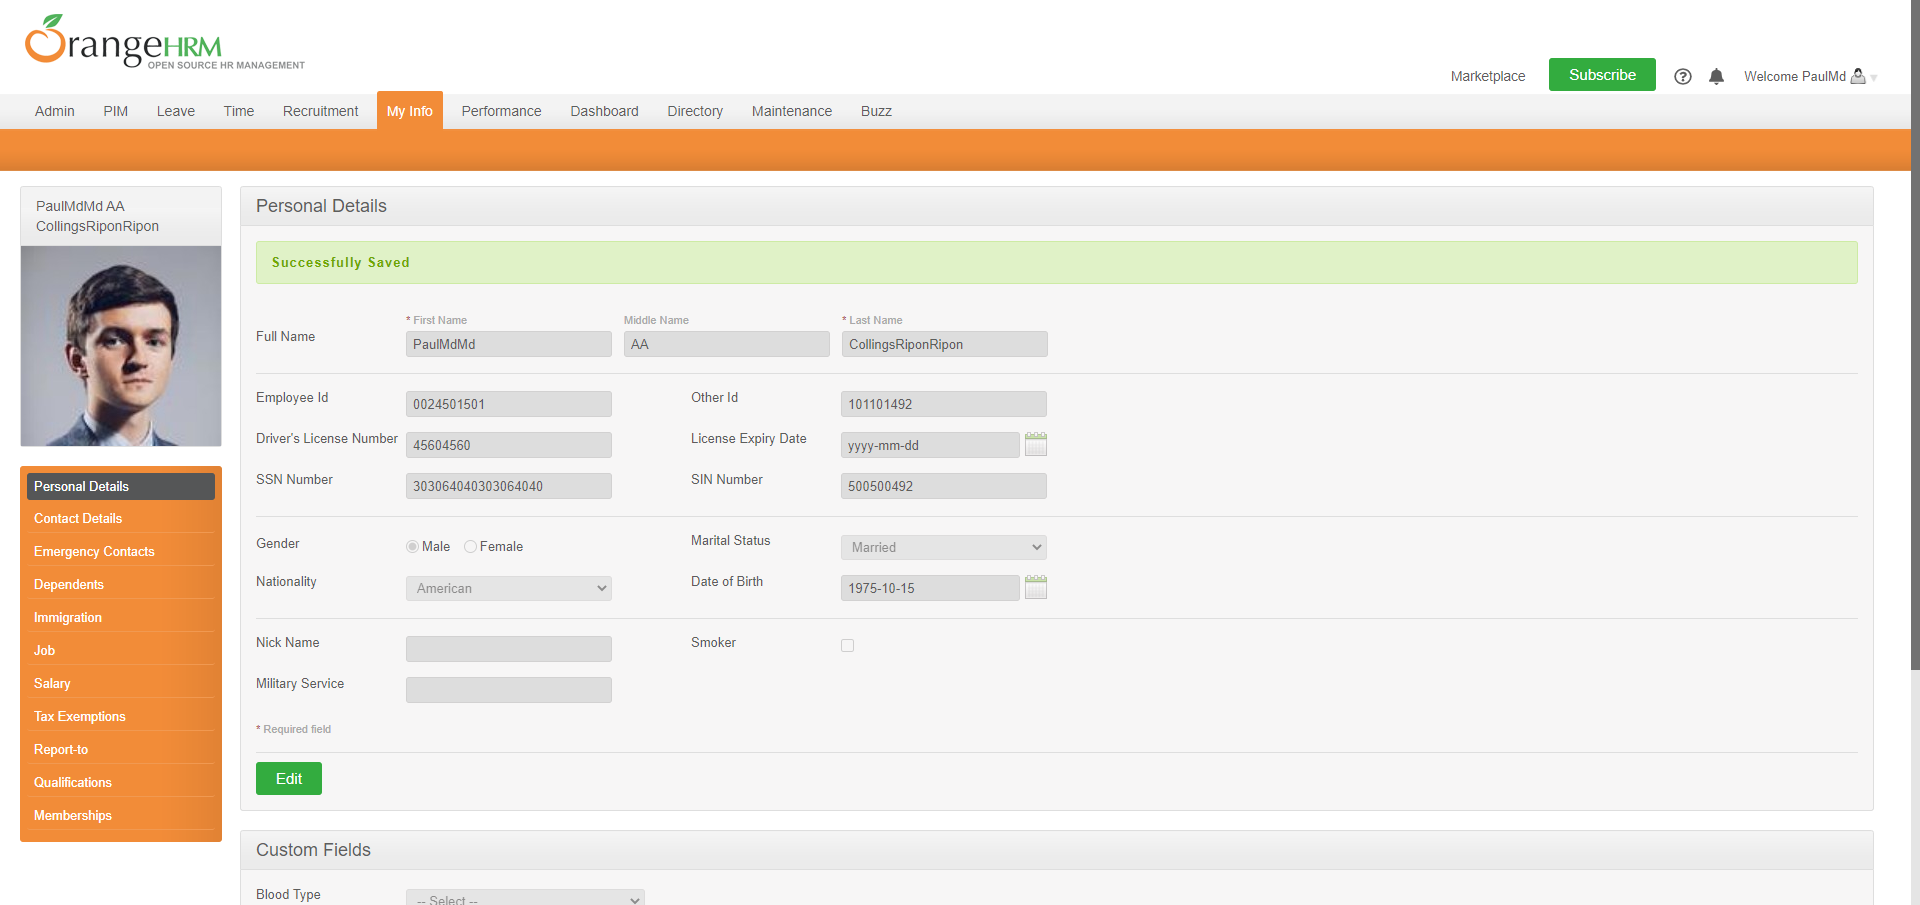 OrangeHRM
OPEN SOURCE HR MANAGEMENT
Marketplace
Subscribe
?
Welcome PaulMd
Admin PIM Leave Time Recruitment My Info Performance Dashboard Directory Maintenance Buzz
PaulMdMd AA
CollingsRiponRipon
Personal Details
Contact Details
Emergency Contacts
Dependents
Immigration
Job
Salary
Tax Exemptions
Report-to
Qualifications
Memberships
Personal Details
Successfully Saved
* First Name Middle Name * Last Name
Full Name PaulMdMd AA CollingsRiponRipon
Employee Id 0024501501 Other Id 101101492
Driver's License Number 45604560 License Expiry Date yyyy-mm-dd
SSN Number 303064040303064040 SIN Number 500500492
Gender Male Female Marital Status Married
Nationality American Date of Birth 1975-10-15
Nick Name Smoker
Military Service
* Required field
Edit
Custom Fields
Blood Type -- Select --